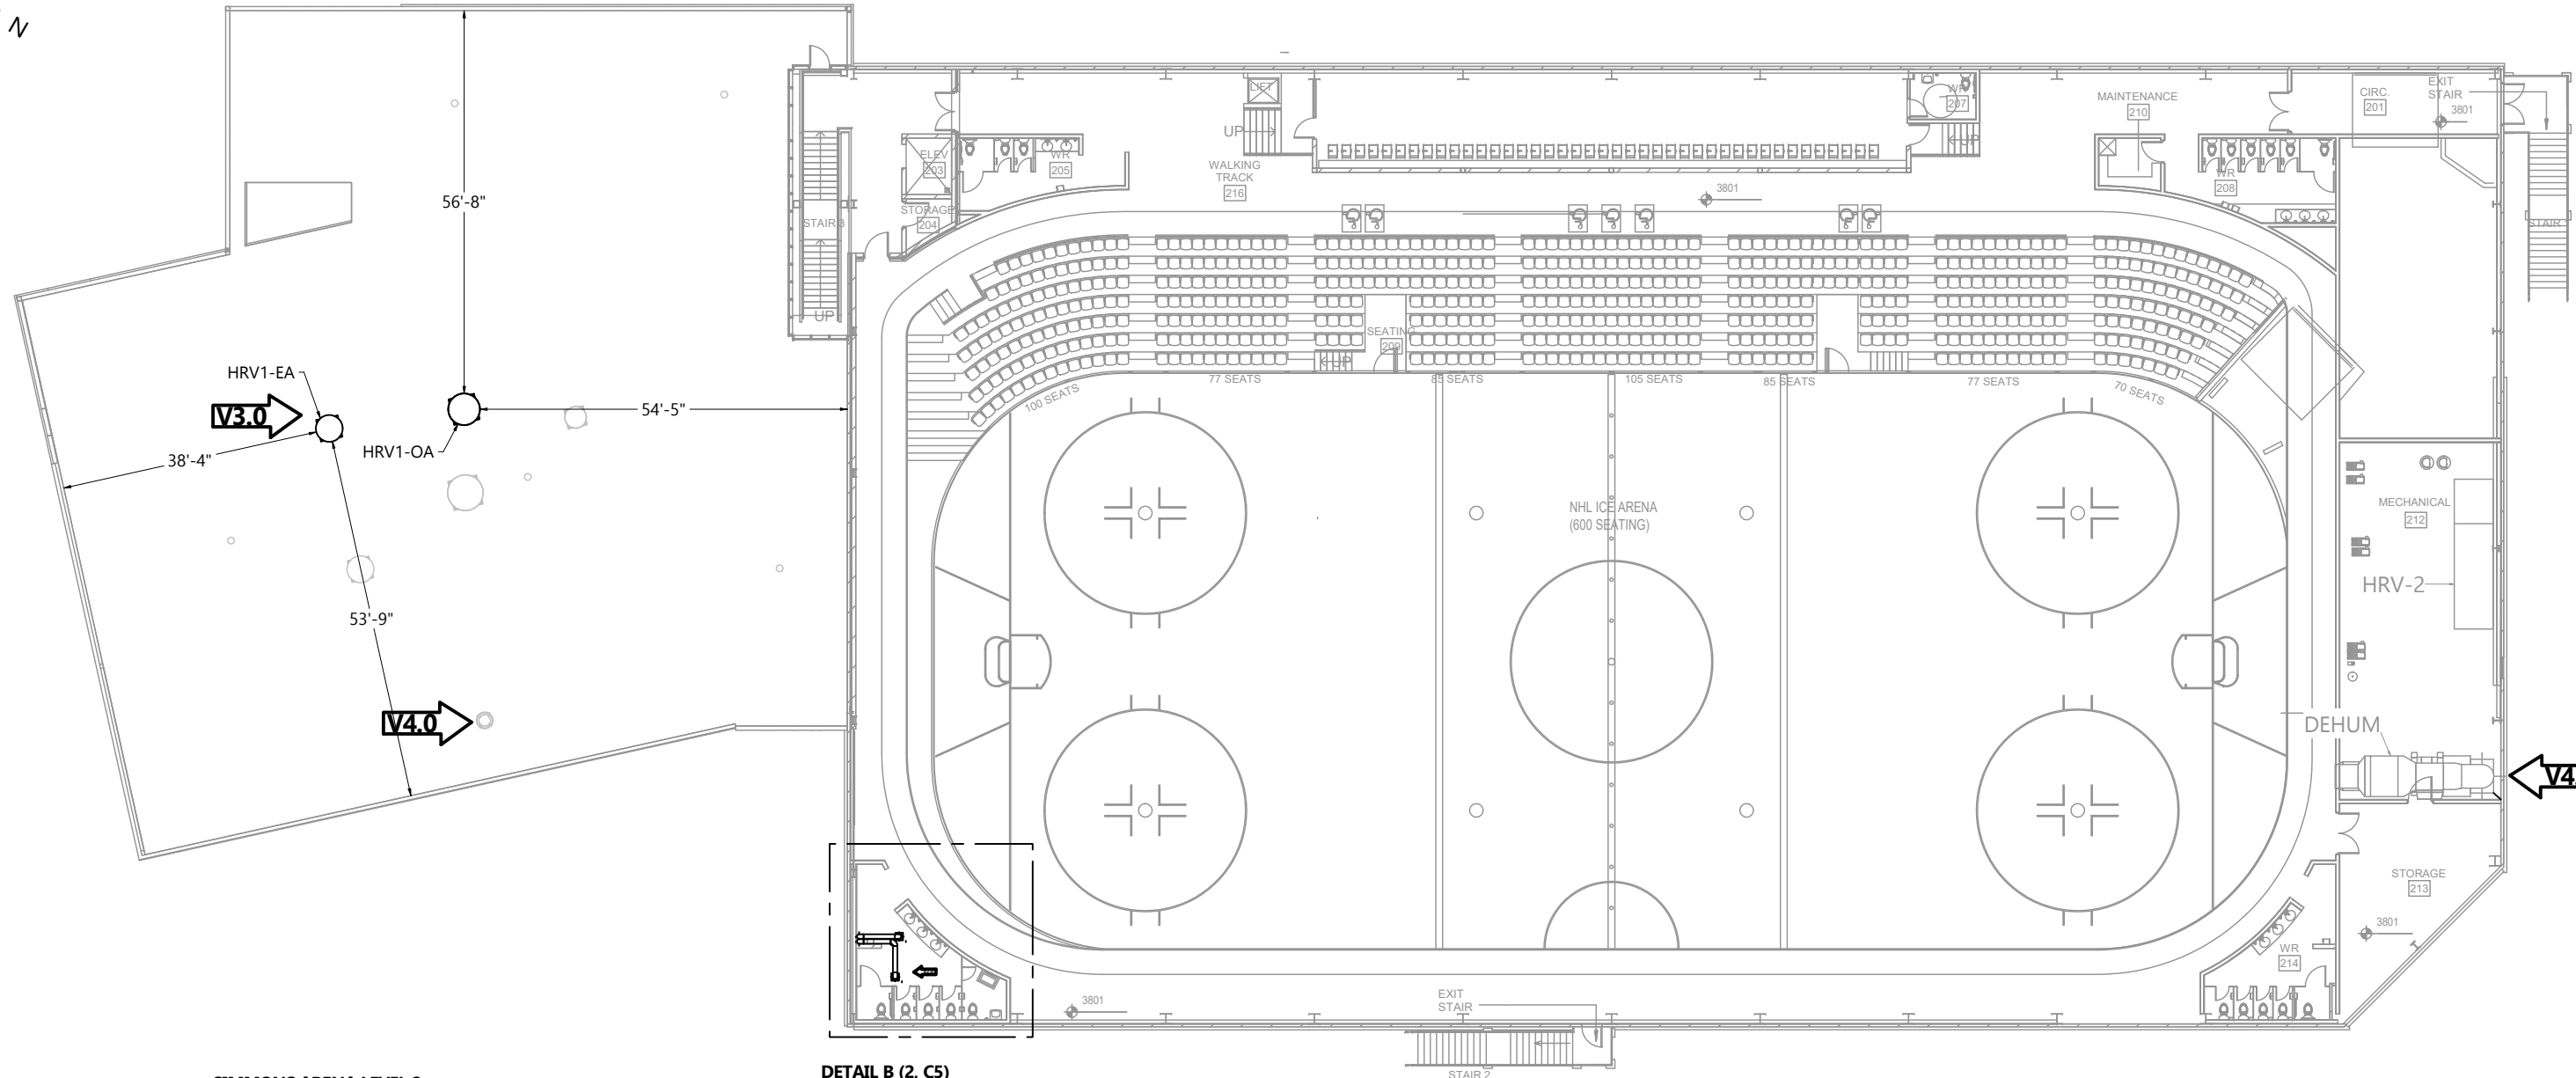 N
EXIT
STAIR
3801
CIRC.
201
MAINTENANCE
210
LIFT
WR
207
UP
UP
56'-8"
ELEV
203
WR
205
WALKING
TRACK
216
3801
WR
208
STORAGE
204
STAIR 3
STAIR
UP
SEATING
209
UP
HRV1-EA
V3.0
HRV1-OA
54'-5"
38'-4"
100 SEATS
77 SEATS
85 SEATS
105 SEATS
85 SEATS
77 SEATS
70 SEATS
NHL ICE ARENA
(600 SEATING)
MECHANICAL
212
HRV-2
53'-9"
V4.0
DEHUM
V4
STORAGE
213
3801
WR
214
EXIT
STAIR
3801
STAIR 2
DETAIL B (2, C5)